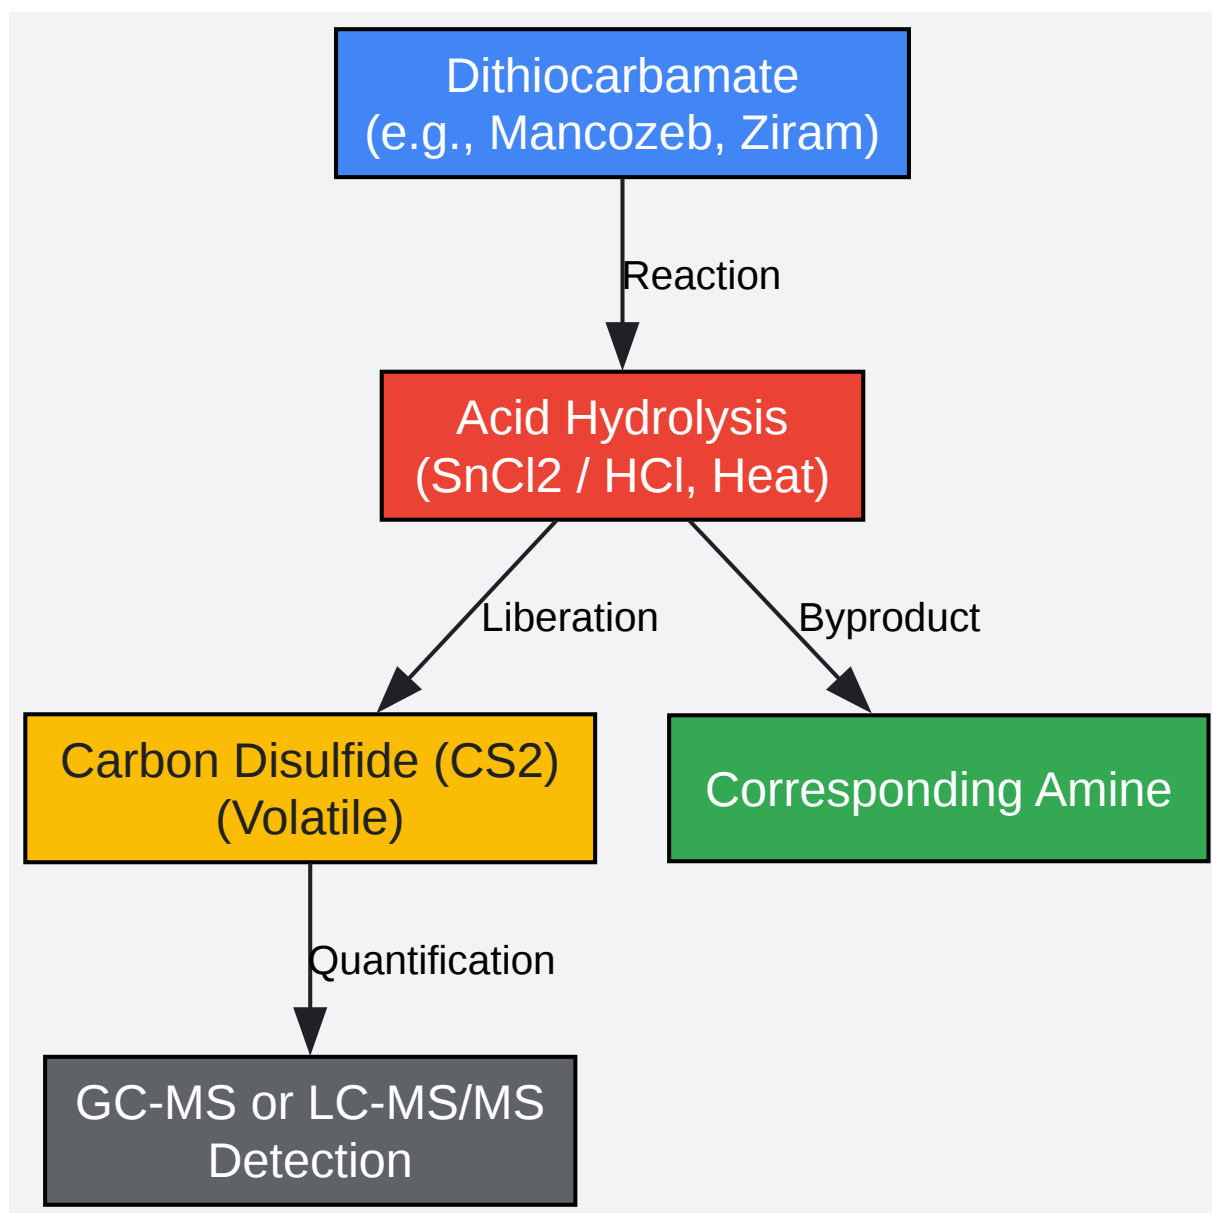 Dithiocarbamate
(e.g., Mancozeb, Ziram)
Reaction
Acid Hydrolysis
(SnCl2 / HCl, Heat)
Liberation
Byproduct
Carbon Disulfide (CS2)
(Volatile)
Corresponding Amine
Quantification
GC-MS or LC-MS/MS
Detection